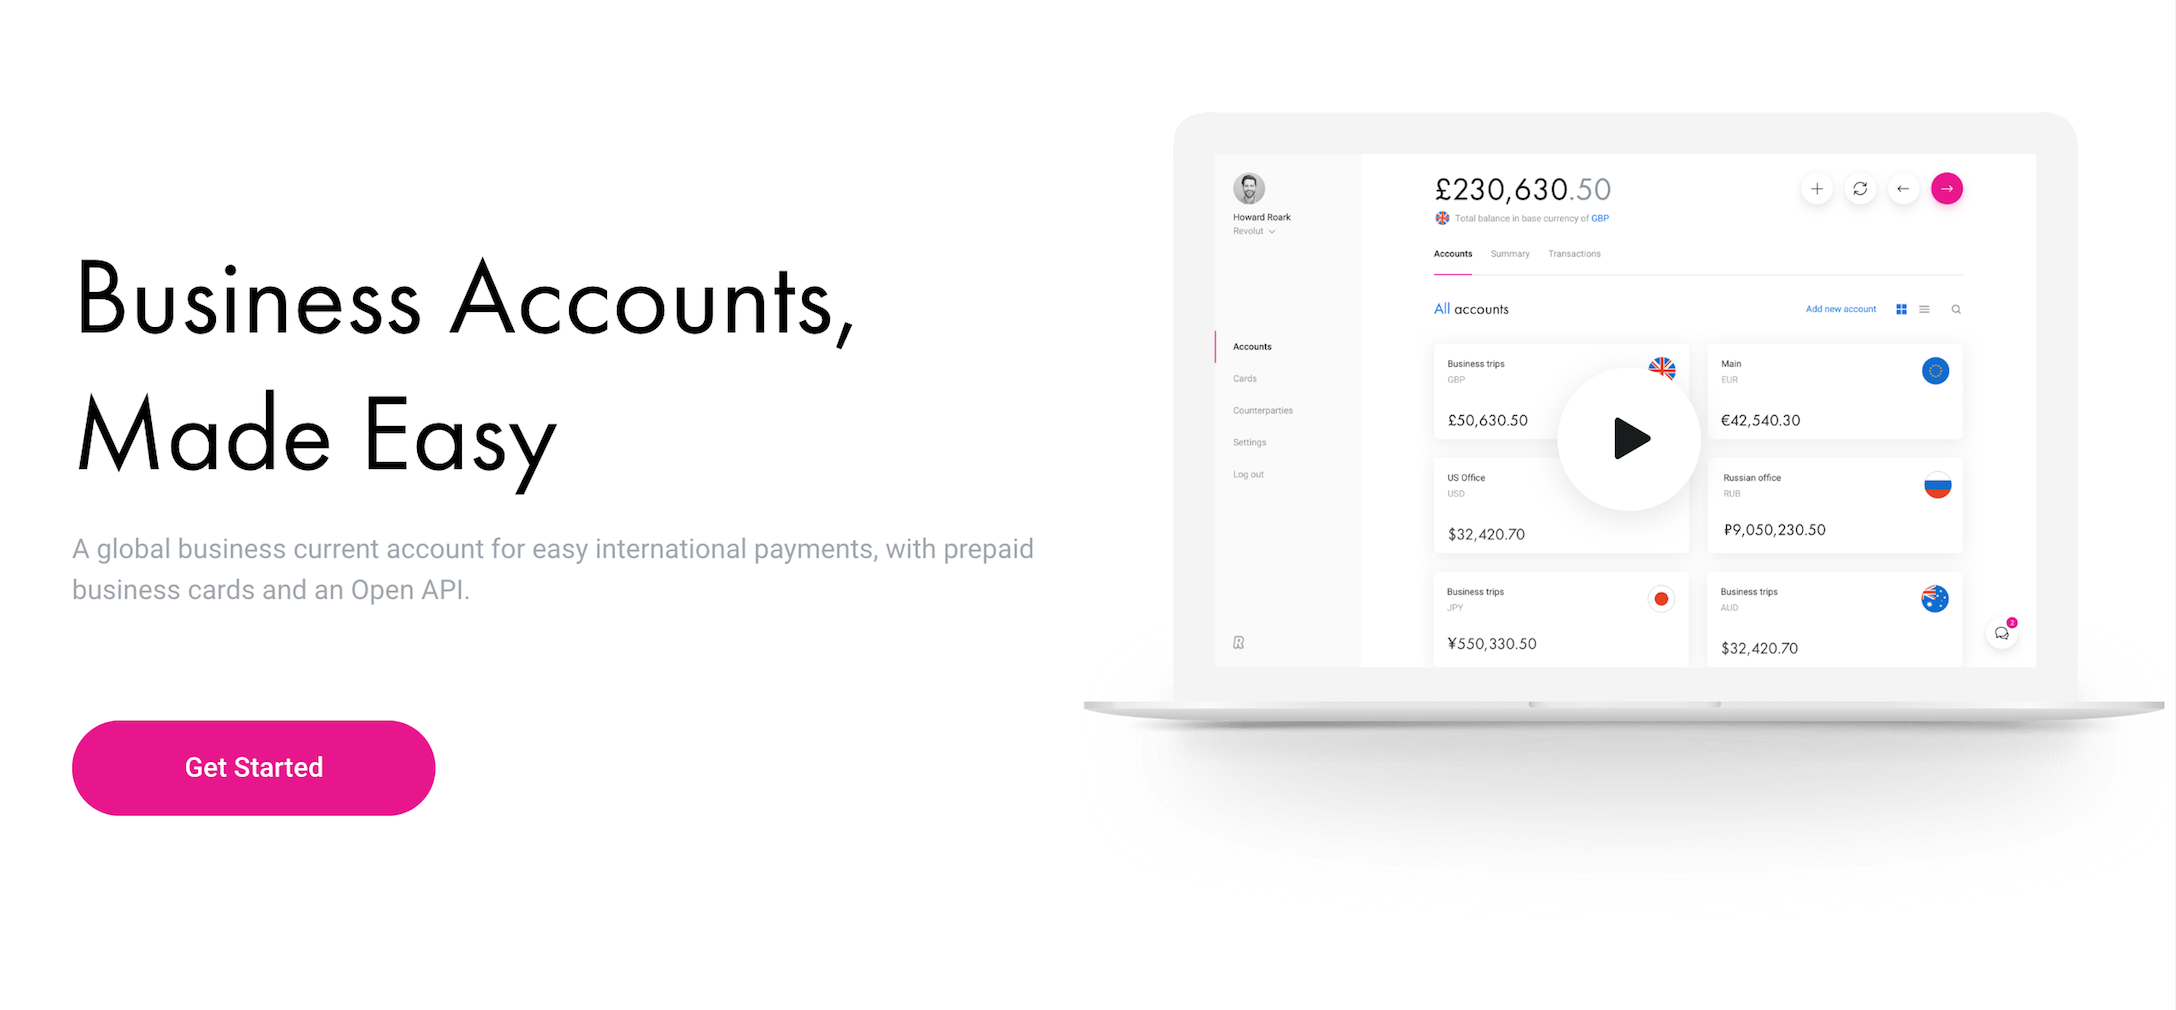 Business Accounts,
Made Easy
A global business current account for easy international payments, with prepaid
business cards and an Open API.
Get Started
Howard Roark
Revolut
Accounts
Cards
Counterparties
Settings
Log out
R
£230,630.50
Total balance in base currency of GBP
Accounts Summary Transactions
All accounts
Add new account
Business trips
GBP
£50,630.50
Main
EUR
€42,540.30
US Office
USD
$32,420.70
Russian office
RUB
₽9,050,230.50
Business trips
JPY
¥550,330.50
Business trips
AUD
$32,420.70
2